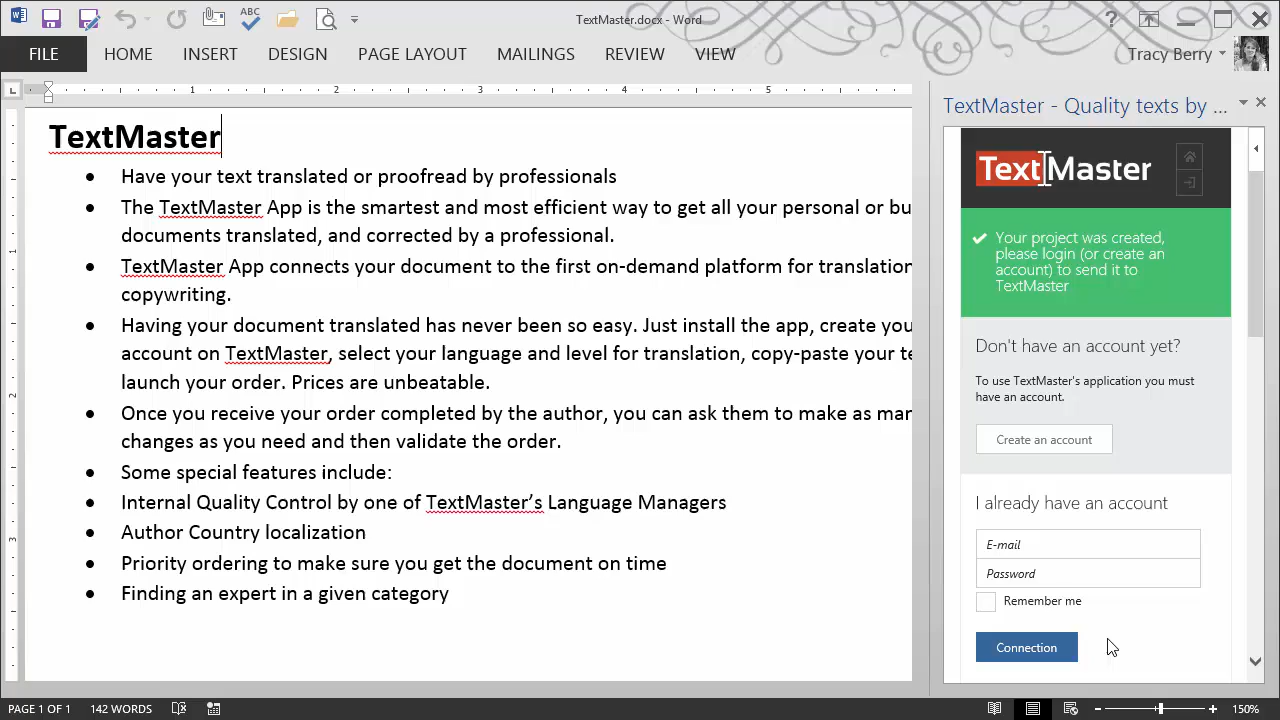 ABC
TextMaster.docx - Word
?
FILE
HOME
INSERT
DESIGN
PAGE LAYOUT
MAILINGS
REVIEW
VIEW
Tracy Berry
1 2 3 4 5
TextMaster
• Have your text translated or proofread by professionals
• The TextMaster App is the smartest and most efficient way to get all your personal or bu
documents translated, and corrected by a professional.
• TextMaster App connects your document to the first on-demand platform for translation
copywriting.
• Having your document translated has never been so easy. Just install the app, create you
account on TextMaster, select your language and level for translation, copy-paste your te
launch your order. Prices are unbeatable.
• Once you receive your order completed by the author, you can ask them to make as man
changes as you need and then validate the order.
• Some special features include:
• Internal Quality Control by one of TextMaster’s Language Managers
• Author Country localization
• Priority ordering to make sure you get the document on time
• Finding an expert in a given category
1
2
3
TextMaster - Quality texts by ...
TextMaster
Your project was created,
please login (or create an
account) to send it to
TextMaster
Don't have an account yet?
To use TextMaster's application you must
have an account.
Create an account
I already have an account
E-mail
Password
Remember me
Connection
PAGE 1 OF 1
142 WORDS
150%